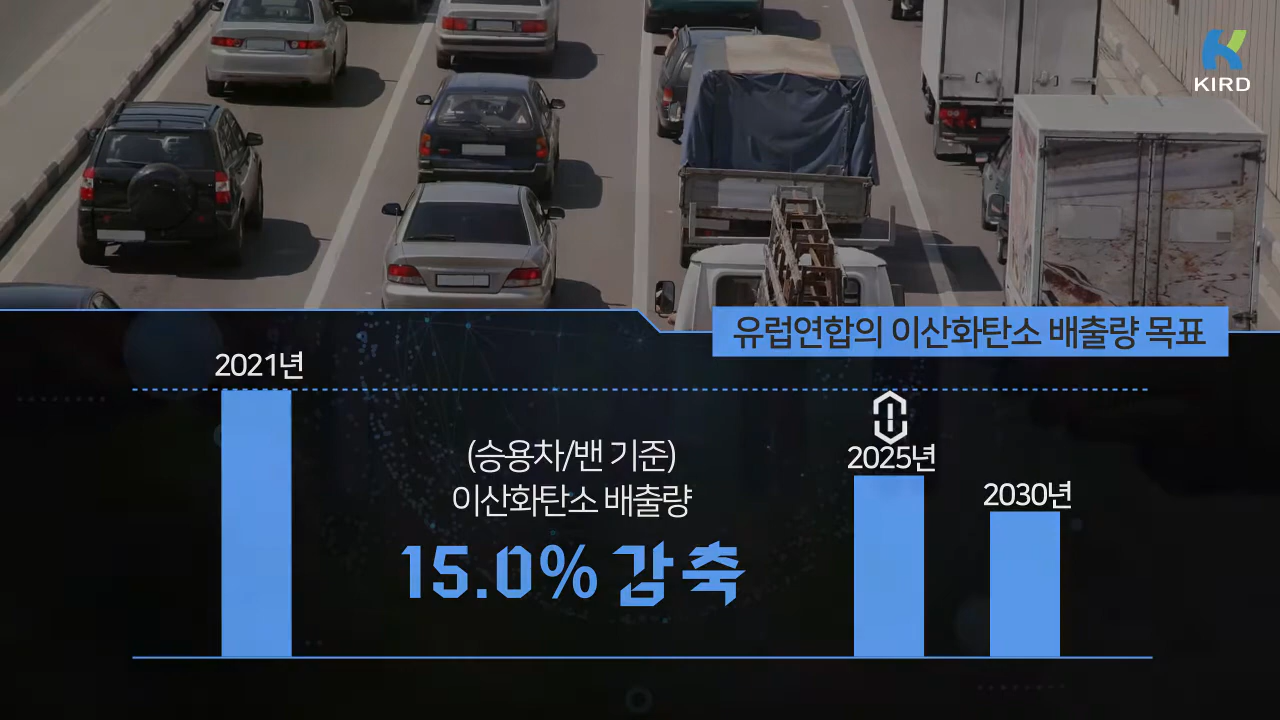 KIRD
유럽연합의 이산화탄소 배출량 목표
2021년
2025년
2030년
(승용차/밴 기준)
이산화탄소 배출량
15.0% 감축